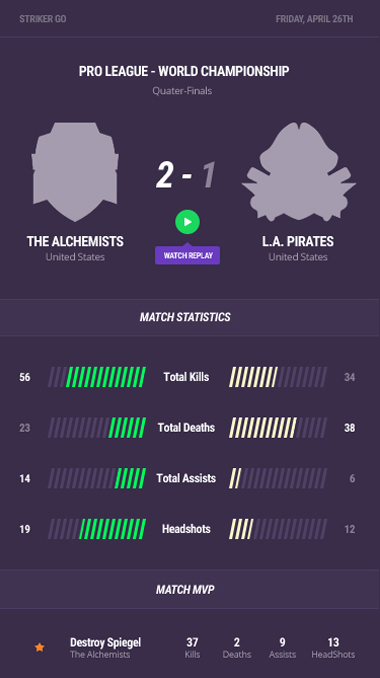 STRIKER GO
FRIDAY, APRIL 26TH
PRO LEAGUE - WORLD CHAMPIONSHIP
Quater-Finals
2 - 1
THE ALCHEMISTS
United States
L.A. PIRATES
United States
WATCH REPLAY
MATCH STATISTICS
56 Total Kills 34
23 Total Deaths 38
14 Total Assists 6
19 Headshots 12
MATCH MVP
Destroy Spiegel 37 2 9 13
The Alchemists Kills Deaths Assists HeadShots